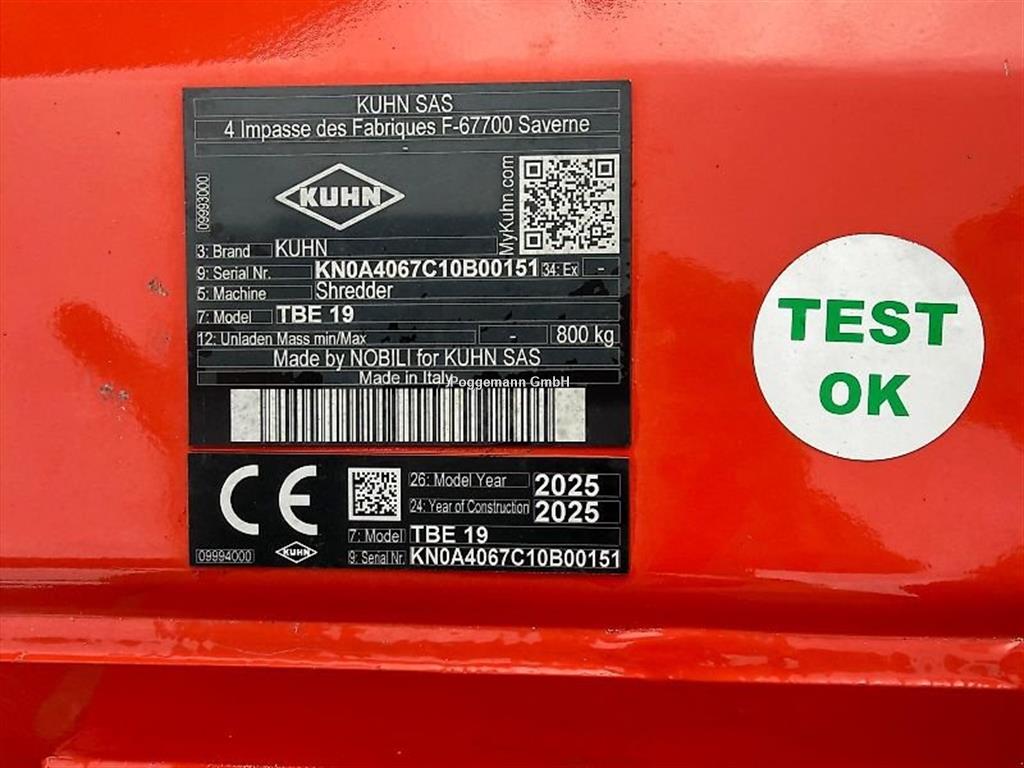 KUHN SAS
4 Impasse des Fabriques F-67700 Saverne
-
09993000
KUHN
MyKuhn.com
3: Brand KUHN
9: Serial Nr. KN0A4067C10B00151 34: Ex -
5: Machine Shredder
7: Model TBE 19
12: Unladen Mass min/Max - 800 kg
Made by NOBILI for KUHN SAS
Made in Italy
Poggemann GmbH
CE
26: Model Year 2025
24: Year of Construction 2025
7: Model TBE 19
09994000 KUHN 9: Serial Nr. KN0A4067C10B00151
TEST
OK